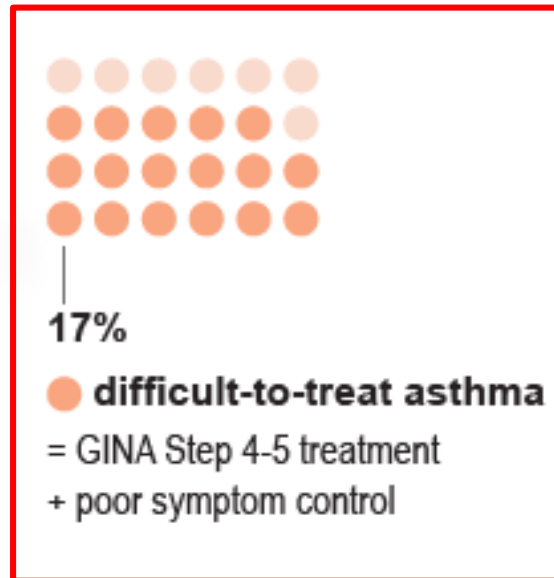 17%
difficult-to-treat asthma
= GINA Step 4-5 treatment
+ poor symptom control